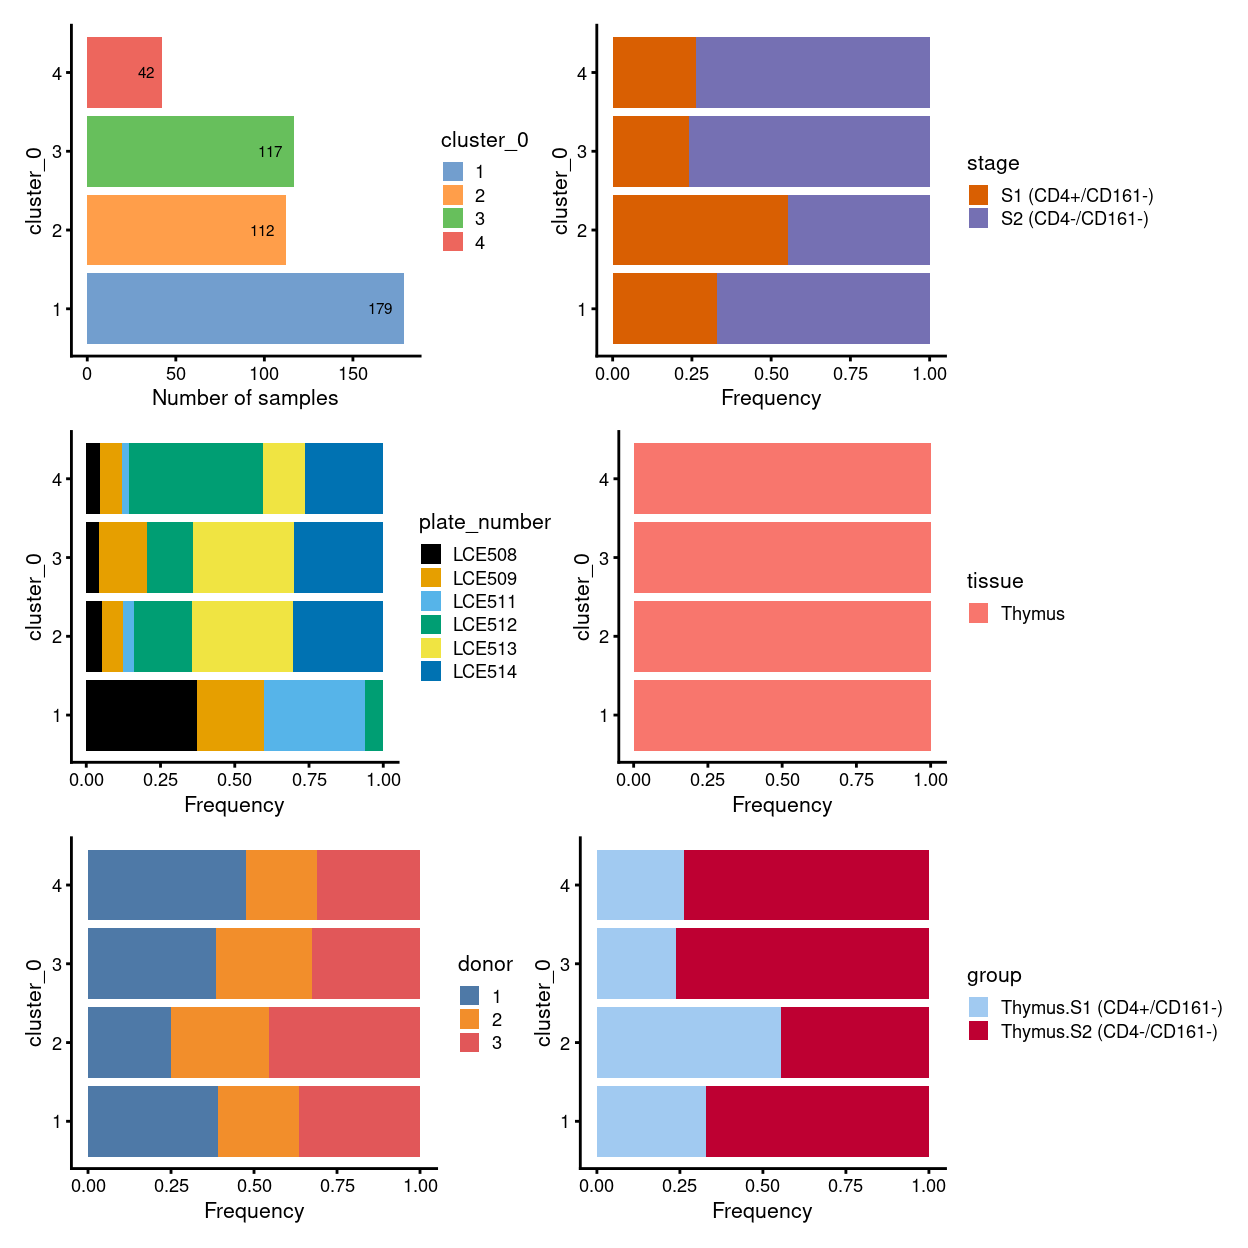 cluster_0
4
3
2
1
42
117
112
179
0
50
100
150
Number of samples
cluster_0
1
2
3
4
cluster_0
4
3
2
1
0.00
0.25
0.50
0.75
1.00
Frequency
stage
S1 (CD4+/CD161-)
S2 (CD4-/CD161-)
cluster_0
4
3
2
1
0.00
0.25
0.50
0.75
1.00
Frequency
plate_number
LCE508
LCE509
LCE511
LCE512
LCE513
LCE514
cluster_0
4
3
2
1
0.00
0.25
0.50
0.75
1.00
Frequency
tissue
Thymus
cluster_0
4
3
2
1
0.00
0.25
0.50
0.75
1.00
Frequency
donor
1
2
3
cluster_0
4
3
2
1
0.00
0.25
0.50
0.75
1.00
Frequency
group
Thymus.S1 (CD4+/CD161-)
Thymus.S2 (CD4-/CD161-)